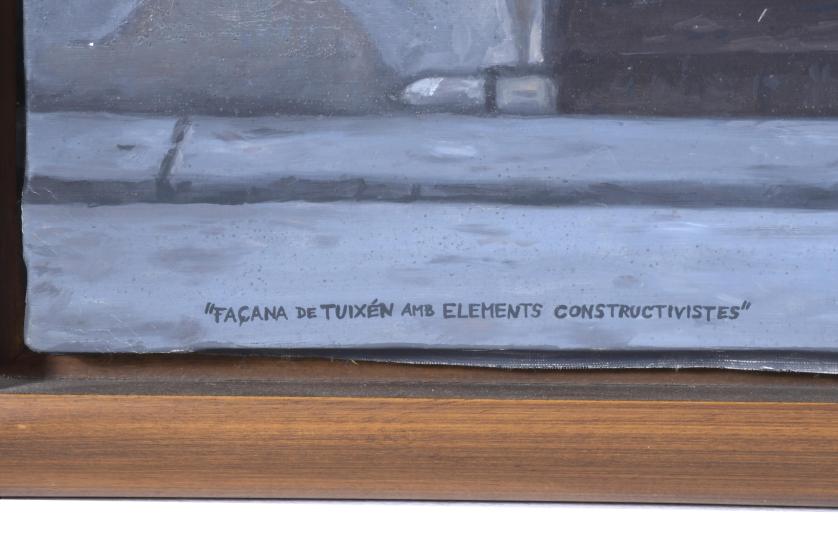 "FAÇANA DE TUIXÉN AMB ELEMENTS CONSTRUCTIVISTES"